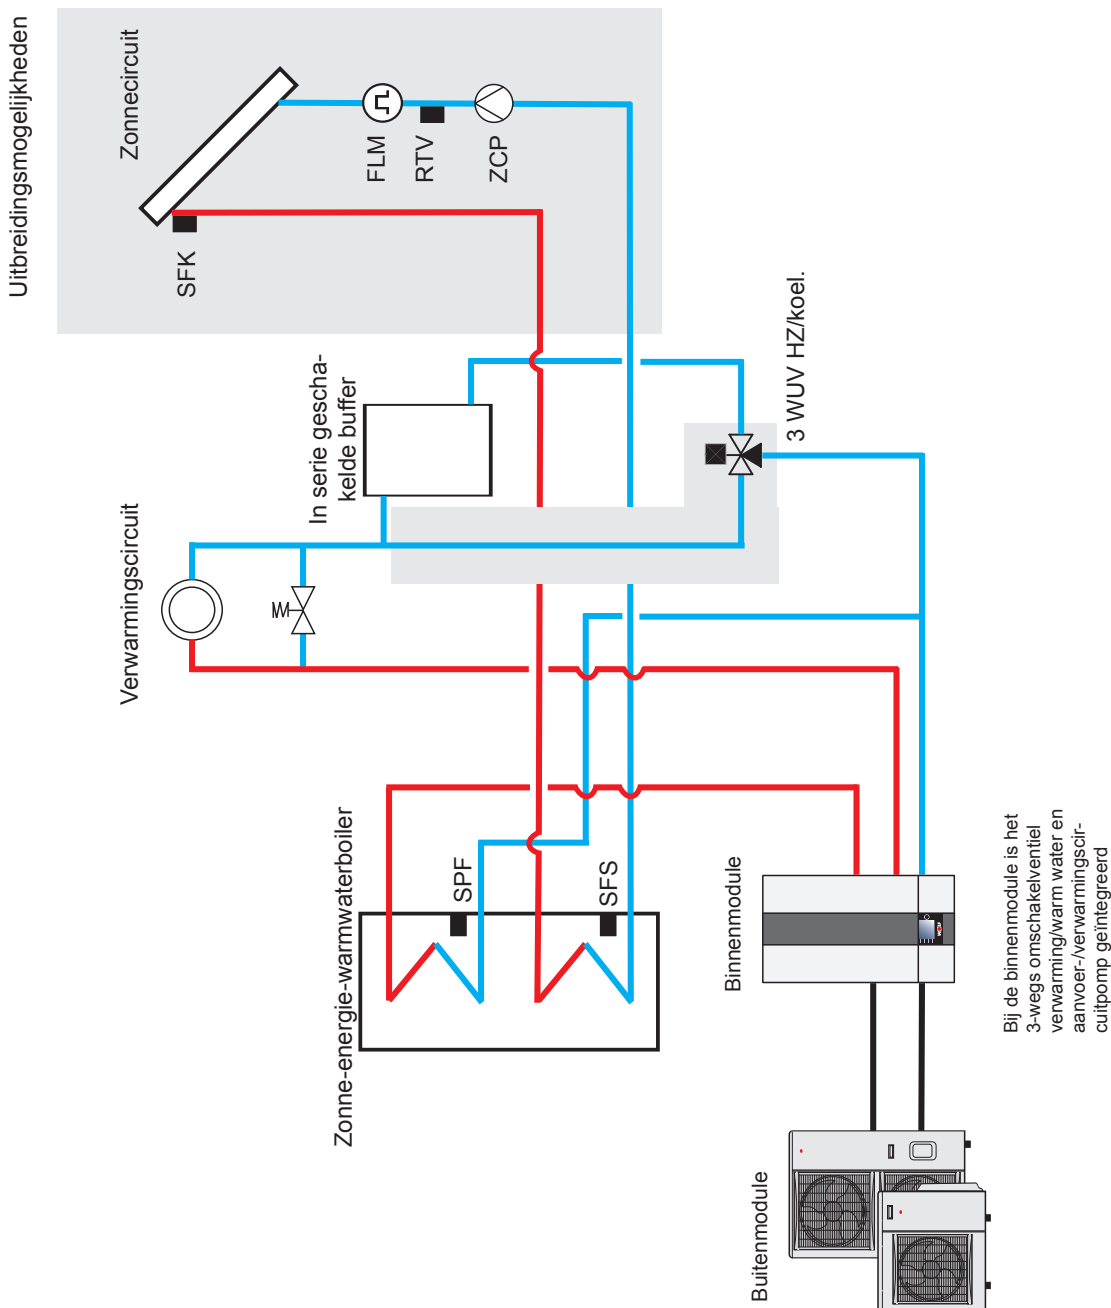 Uitbreidingsmogelijkheden
Zonnecircuit
SFK
FLM
RTV
ZCP
3 WUV HZ/koel.
In serie gescha-
kelde buffer
Verwarmingscircuit
Zonne-energie-warmwaterboiler
SPF
SFS
Binnenmodule
Bij de binnenmodule is het
3-wegs omschakelventiel
verwarming/warm water en
aanvoer-/verwarmingscir-
cuitpomp geïntegreerd
Buitenmodule